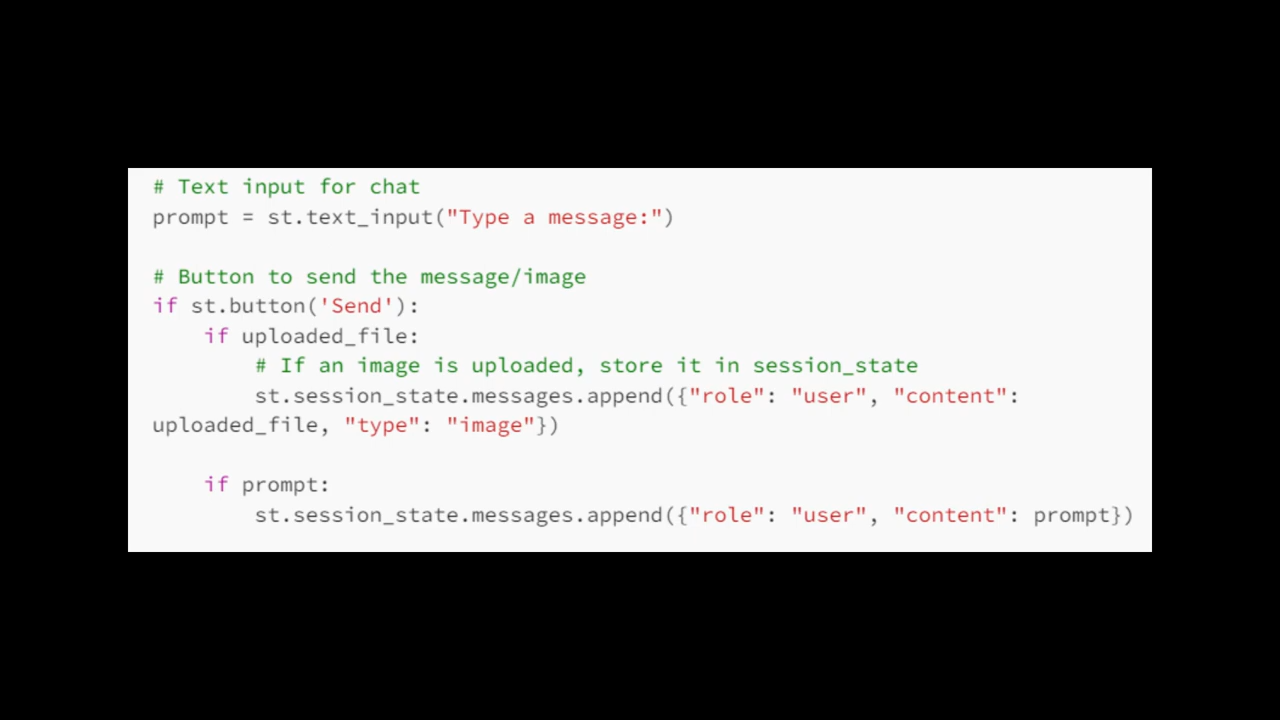 # Text input for chat
prompt = st.text_input("Type a message:")
# Button to send the message/image
if st.button('Send'):
    if uploaded_file:
        # If an image is uploaded, store it in session_state
        st.session_state.messages.append({"role": "user", "content":
uploaded_file, "type": "image"})
    if prompt:
        st.session_state.messages.append({"role": "user", "content": prompt})